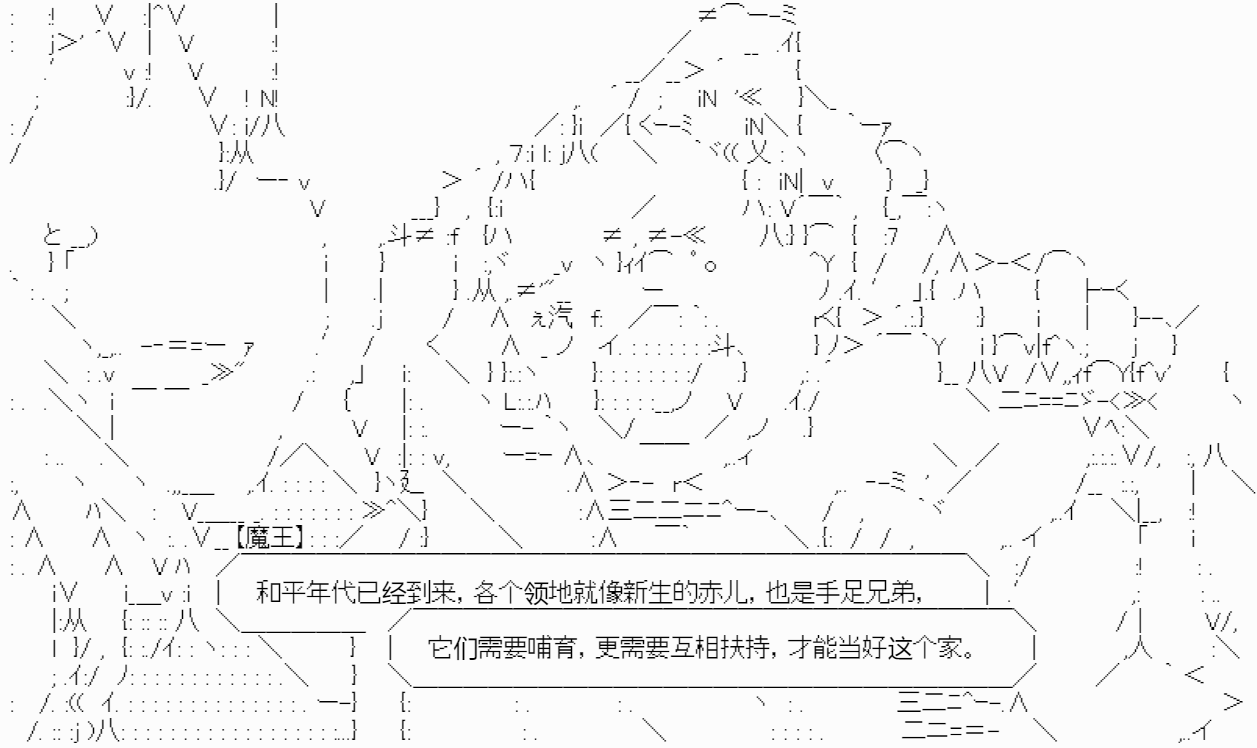 【魔王】
和平年代已经到来，各个领地就像新生的赤儿，也是手足兄弟，
它们需要哺育，更需要互相扶持，才能当好这个家。